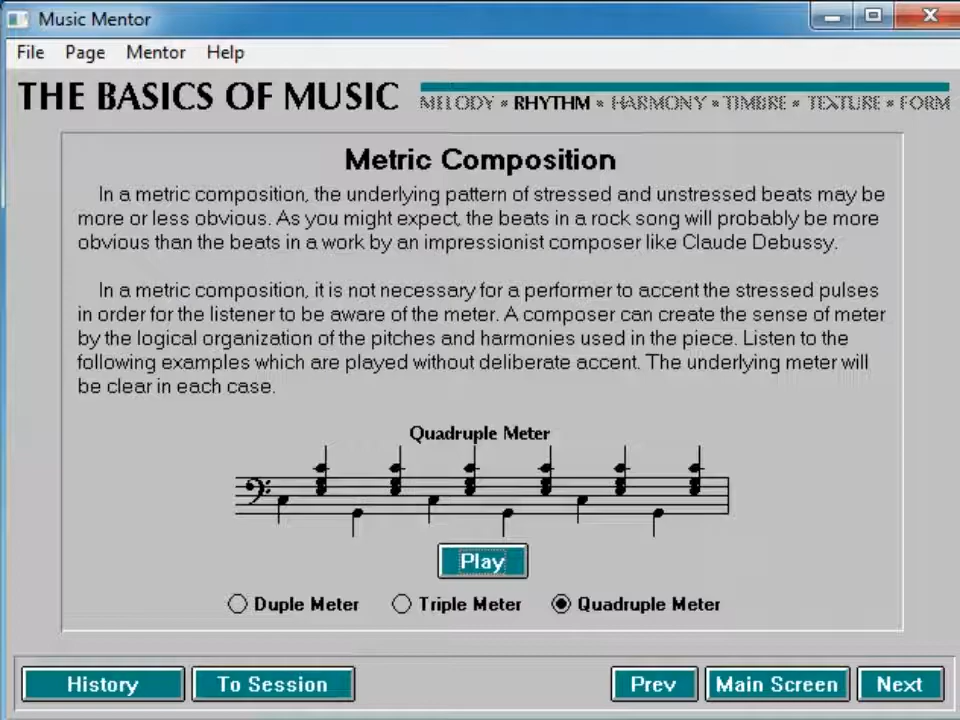 Music Mentor
File Page Mentor Help
THE BASICS OF MUSIC MELODY • RHYTHM • HARMONY • TIMBRE • TEXTURE • FORM
Metric Composition
In a metric composition, the underlying pattern of stressed and unstressed beats may be
more or less obvious. As you might expect, the beats in a rock song will probably be more
obvious than the beats in a work by an impressionist composer like Claude Debussy.
In a metric composition, it is not necessary for a performer to accent the stressed pulses
in order for the listener to be aware of the meter. A composer can create the sense of meter
by the logical organization of the pitches and harmonies used in the piece. Listen to the
following examples which are played without deliberate accent. The underlying meter will
be clear in each case.
Quadruple Meter
Play
Duple Meter Triple Meter Quadruple Meter
History To Session Prev Main Screen Next